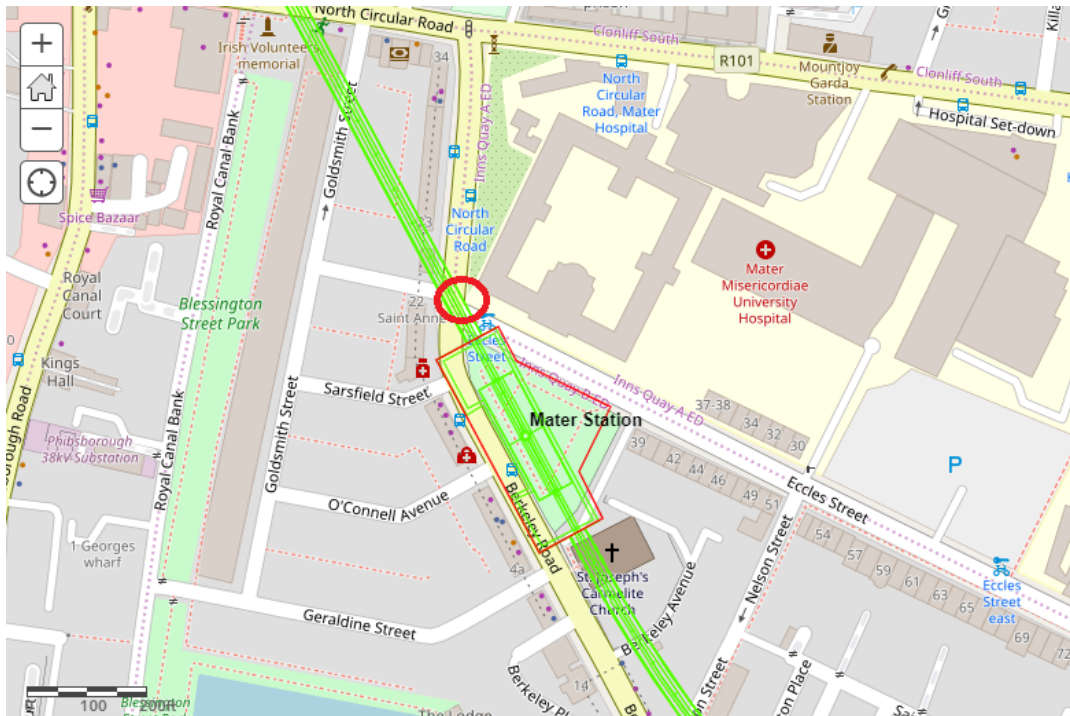 North Circular Road
Clonliff-South
R101
Irish Volunteers
memorial
34
Mountjoy
Garda
Station
Clonliff-South
Hospital Set-down
North
Circular
Road, Mater
Hospital
Inns Quay A ED
Goldsmith Street
Royal Canal Bank
Spice Bazaar
23
North
Circular
Road
Mater
Misericordiae
University
Hospital
Royal
Canal
Court
Blessington
Street Park
22
Saint Anne
Eccles
Street
Kings
Hall
Sarsfield Street
Inns-Quay-B-ED
Inns-Quay-A-ED
37-38
34
32
30
Mater Station
39
42
44
46
49
51
Phibsborough
38kV Substation
Royal Canal Bank
Goldsmith Street
O'Connell Avenue
P
Eccles Street
Berkeley Road
1 Georges
wharf
4a
St Joseph's
Carmelite
Church
Nelson Street
54
57
59
61
63
65
69
72
Eccles
Street
east
Geraldine Street
Berkeley Avenue
14
100
200ft
Blessington
The Lodge